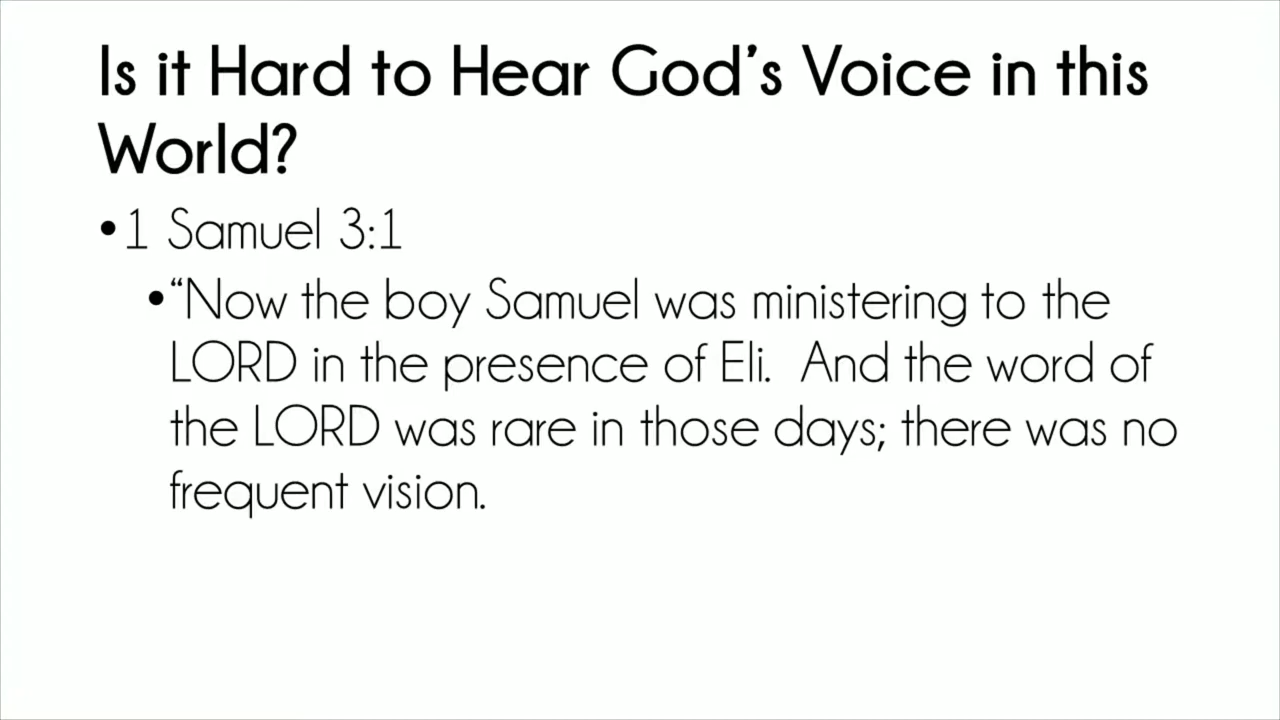 Is it Hard to Hear God’s Voice in this
World?
•1 Samuel 3:1
•“Now the boy Samuel was ministering to the
LORD in the presence of Eli.  And the word of
the LORD was rare in those days; there was no
frequent vision.